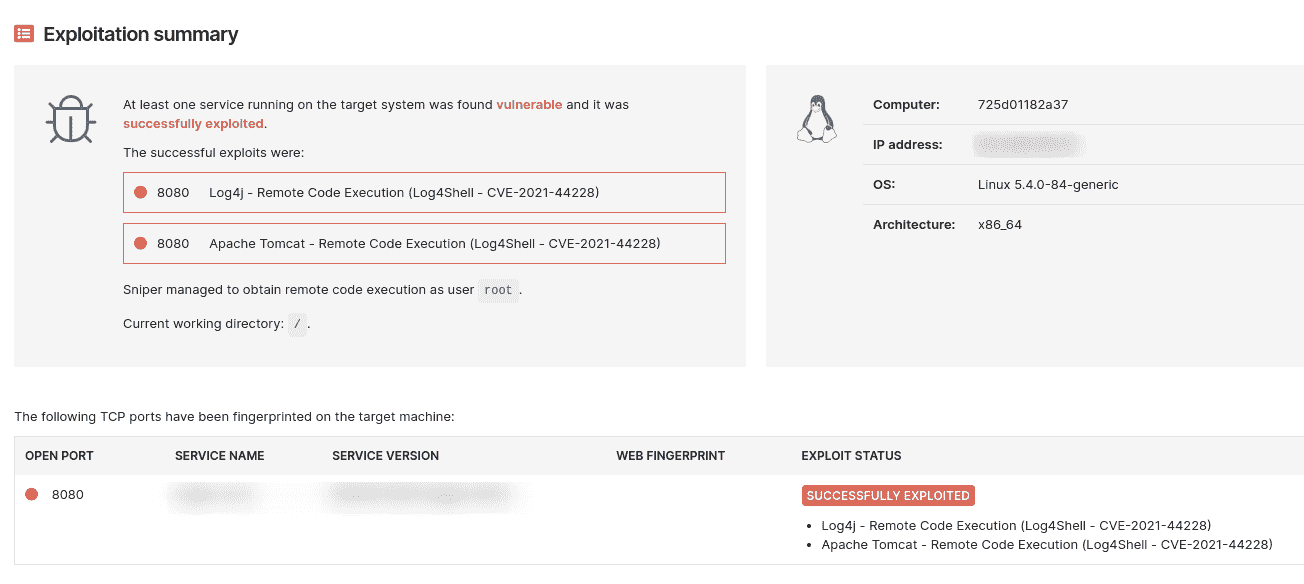 Exploitation summary
At least one service running on the target system was found vulnerable and it was
successfully exploited.
The successful exploits were:
8080 Log4j - Remote Code Execution (Log4Shell - CVE-2021-44228)
8080 Apache Tomcat - Remote Code Execution (Log4Shell - CVE-2021-44228)
Sniper managed to obtain remote code execution as user root .
Current working directory: / .
Computer: 725d01182a37
IP address:
OS: Linux 5.4.0-84-generic
Architecture: x86_64
The following TCP ports have been fingerprinted on the target machine:
OPEN PORT SERVICE NAME SERVICE VERSION WEB FINGERPRINT EXPLOIT STATUS
8080 SUCCESSFULLY EXPLOITED
• Log4j - Remote Code Execution (Log4Shell - CVE-2021-44228)
• Apache Tomcat - Remote Code Execution (Log4Shell - CVE-2021-44228)